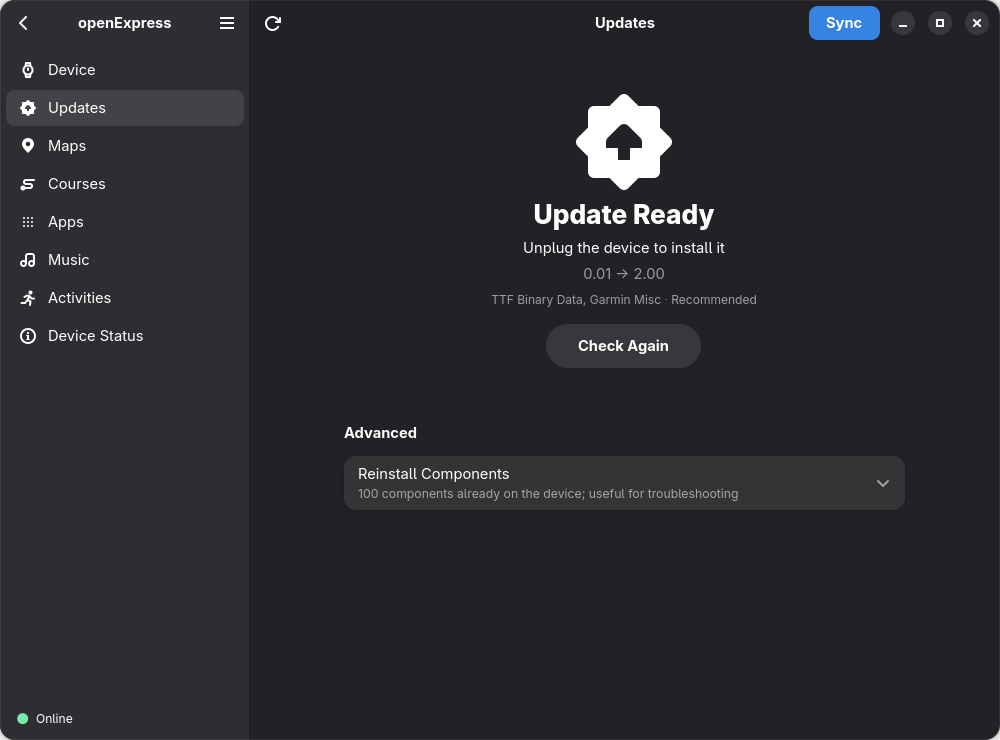 openExpress
Updates
Sync
Device
Updates
Maps
Courses
Apps
Music
Activities
Device Status
Online
Update Ready
Unplug the device to install it
0.01 → 2.00
TTF Binary Data, Garmin Misc · Recommended
Check Again
Advanced
Reinstall Components
100 components already on the device; useful for troubleshooting